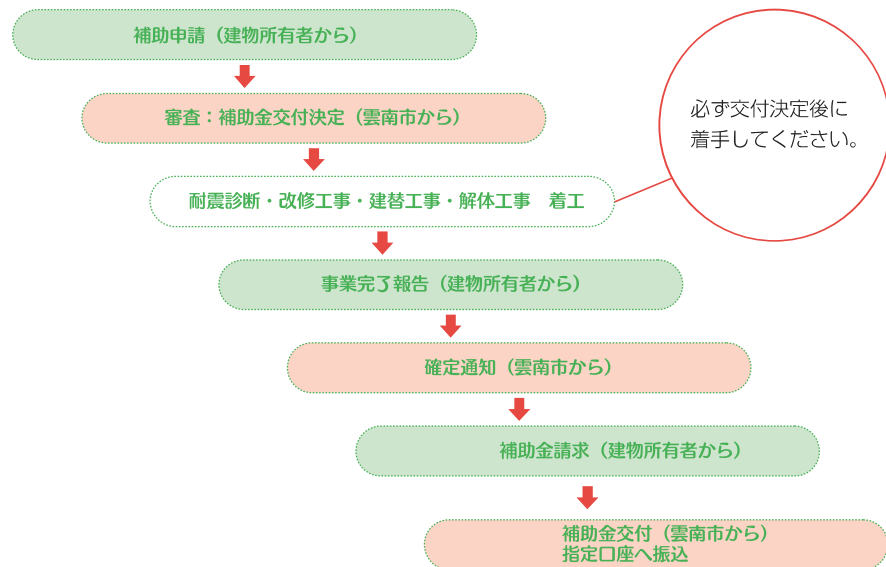 補助申請（建物所有者から）
審査：補助金交付決定（雲南市から）
必ず交付決定後に
着手してください。
耐震診断・改修工事・建替工事・解体工事　着工
事業完了報告（建物所有者から）
確定通知（雲南市から）
補助金請求（建物所有者から）
補助金交付（雲南市から）
指定口座へ振込